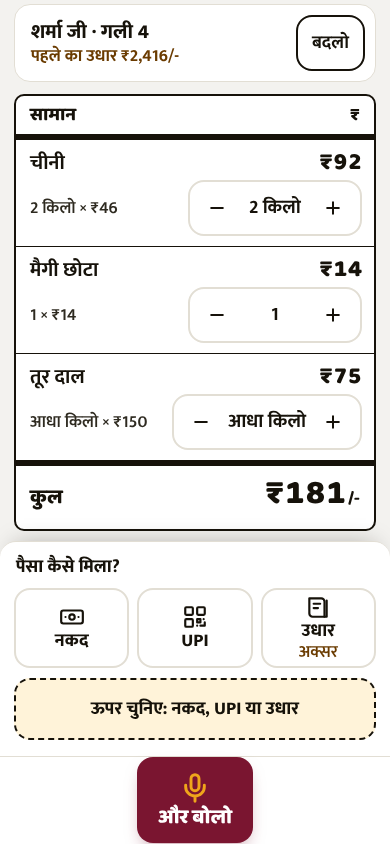 शर्मा जी · गली 4
पहले का उधार ₹2,416/-
बदलो
सामान ₹
चीनी ₹92
2 किलो × ₹46 − 2 किलो +
मैगी छोटा ₹14
1 × ₹14 − 1 +
तूर दाल ₹75
आधा किलो × ₹150 − आधा किलो +
कुल ₹181/-
पैसा कैसे मिला?
नकद
UPI
उधार
अक्सर
ऊपर चुनिए: नकद, UPI या उधार
और बोलो